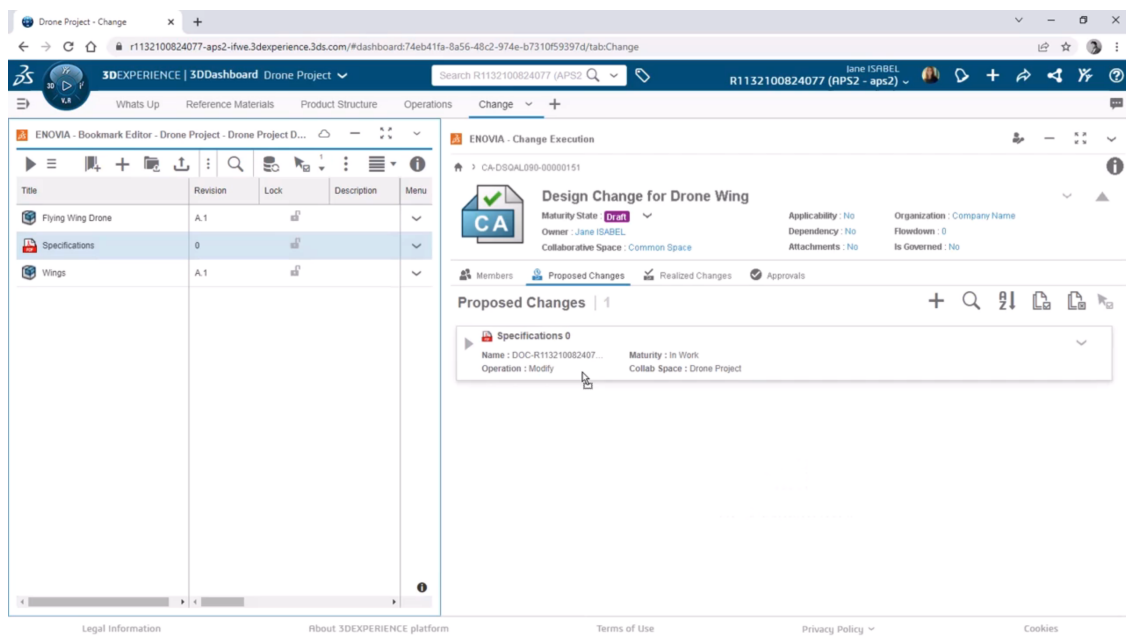 Drone Project - Change
r1132100824077-aps2-ifwe.3dexperience.3ds.com/#dashboard:74eb41fa-8a56-48c2-974e-b7310f59397d/tab:Change
3DEXPERIENCE | 3DDashboard Drone Project
Search R1132100824077 (APS2
Jane ISABEL
R1132100824077 (APS2 - aps2)
3D
V.R
Whats Up Reference Materials Product Structure Operations Change
ENOVIA - Bookmark Editor - Drone Project - Drone Project D...
Title Revision Lock Description Menu
Flying Wing Drone A.1
Specifications 0
Wings A.1
ENOVIA - Change Execution
CA-DSQAL090-00000151
CA
Design Change for Drone Wing
Maturity State : Draft
Owner : Jane ISABEL
Collaborative Space : Common Space
Applicability : No
Dependency : No
Attachments : No
Organization : Company Name
Flowdown : 0
Is Governed : No
Members Proposed Changes Realized Changes Approvals
Proposed Changes | 1
Specifications 0
Name : DOC-R113210082407... Maturity : In Work
Operation : Modify Collab Space : Drone Project
Legal Information About 3DEXPERIENCE platform Terms of Use Privacy Policy Cookies